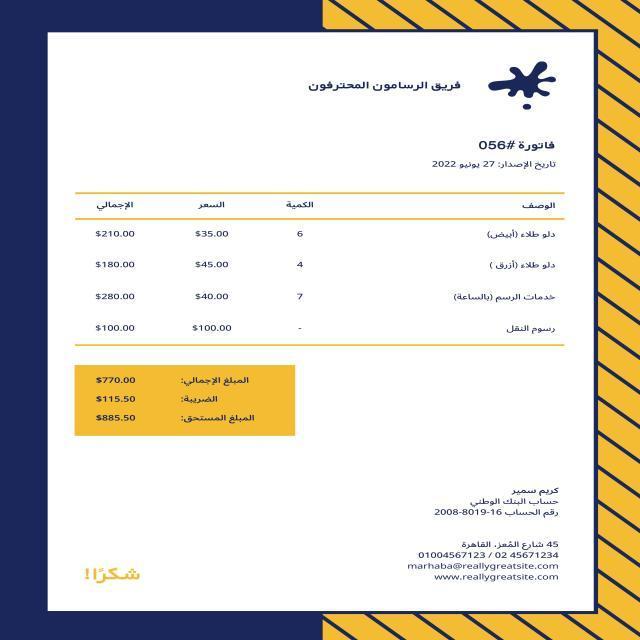 فريق الرسامون المحترفون
فاتورة #056
تاريخ الإصدار: 27 يونيو 2022
الوصف الكمية السعر الإجمالي
دلو طلاء (أبيض) 6 $35.00 $210.00
دلو طلاء (أزرق ) 4 $45.00 $180.00
خدمات الرسم (بالساعة) 7 $40.00 $280.00
رسوم النقل - $100.00 $100.00
المبلغ الإجمالي: $770.00
الضريبة: $115.50
المبلغ المستحق: $885.50
كريم سمير
حساب البنك الوطني
رقم الحساب 16-8019-2008
45 شارع المُعز، القاهرة
01004567123 / 02 45671234
marhaba@reallygreatsite.com
www.reallygreatsite.com
شكرًا!